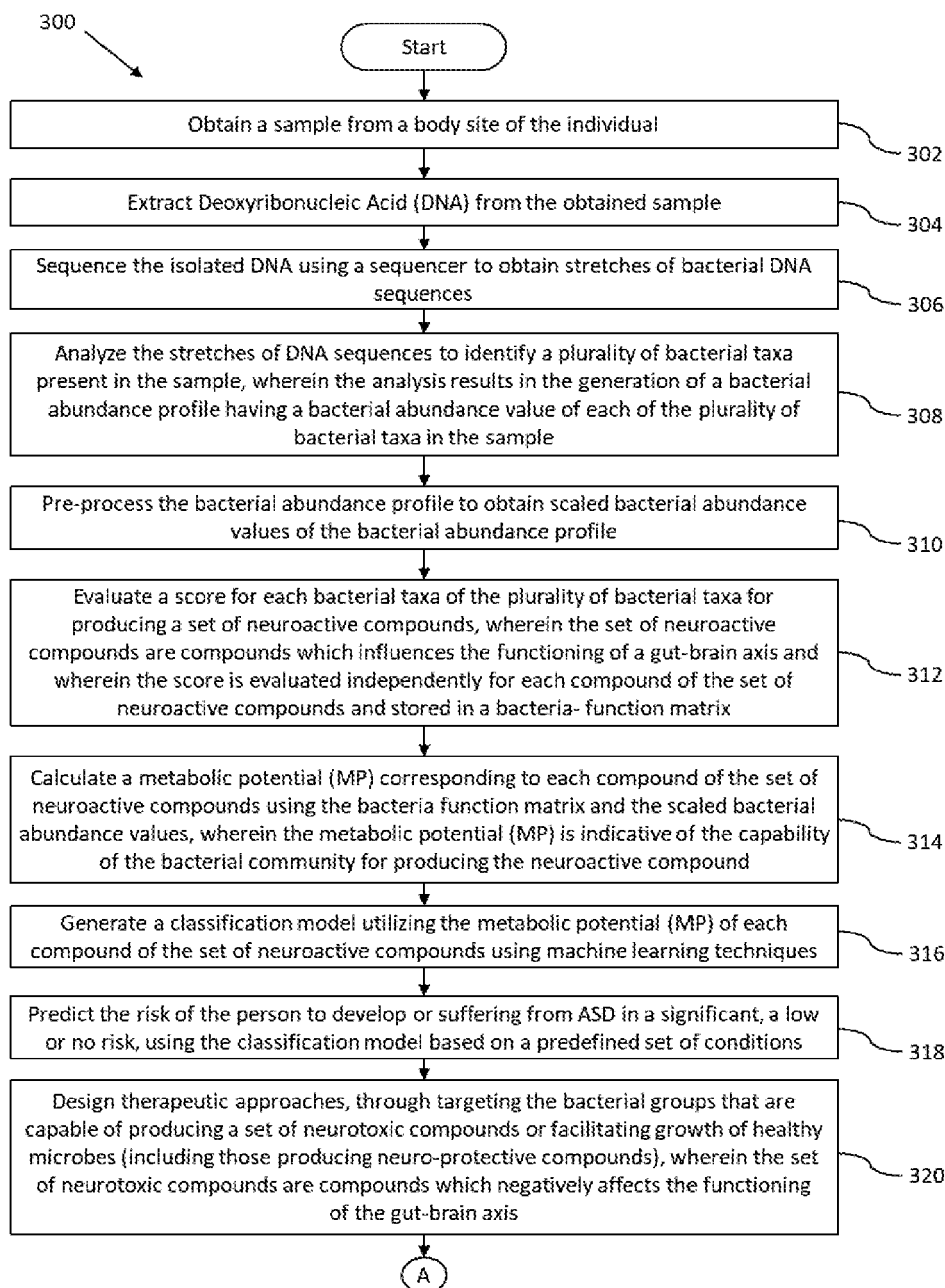 300
Start
Obtain a sample from a body site of the individual
302
Extract Deoxyribonucleic Acid (DNA) from the obtained sample
304
Sequence the isolated DNA using a sequencer to obtain stretches of bacterial DNA
sequences
306
Analyze the stretches of DNA sequences to identify a plurality of bacterial taxa
present in the sample, wherein the analysis results in the generation of a bacterial
abundance profile having a bacterial abundance value of each of the plurality of
bacterial taxa in the sample
308
Pre-process the bacterial abundance profile to obtain scaled bacterial abundance
values of the bacterial abundance profile
310
Evaluate a score for each bacterial taxa of the plurality of bacterial taxa for
producing a set of neuroactive compounds, wherein the set of neuroactive
compounds are compounds which influences the functioning of a gut-brain axis and
wherein the score is evaluated independently for each compound of the set of
neuroactive compounds and stored in a bacteria- function matrix
312
Calculate a metabolic potential (MP) corresponding to each compound of the set of
neuroactive compounds using the bacteria function matrix and the scaled bacterial
abundance values, wherein the metabolic potential (MP) is indicative of the capability
of the bacterial community for producing the neuroactive compound
314
Generate a classification model utilizing the metabolic potential (MP) of each
compound of the set of neuroactive compounds using machine learning techniques
316
Predict the risk of the person to develop or suffering from ASD in a significant, a low
or no risk, using the classification model based on a predefined set of conditions
318
Design therapeutic approaches, through targeting the bacterial groups that are
capable of producing a set of neurotoxic compounds or facilitating growth of healthy
microbes (including those producing neuro-protective compounds), wherein the set
of neurotoxic compounds are compounds which negatively affects the functioning
of the gut-brain axis
320
A